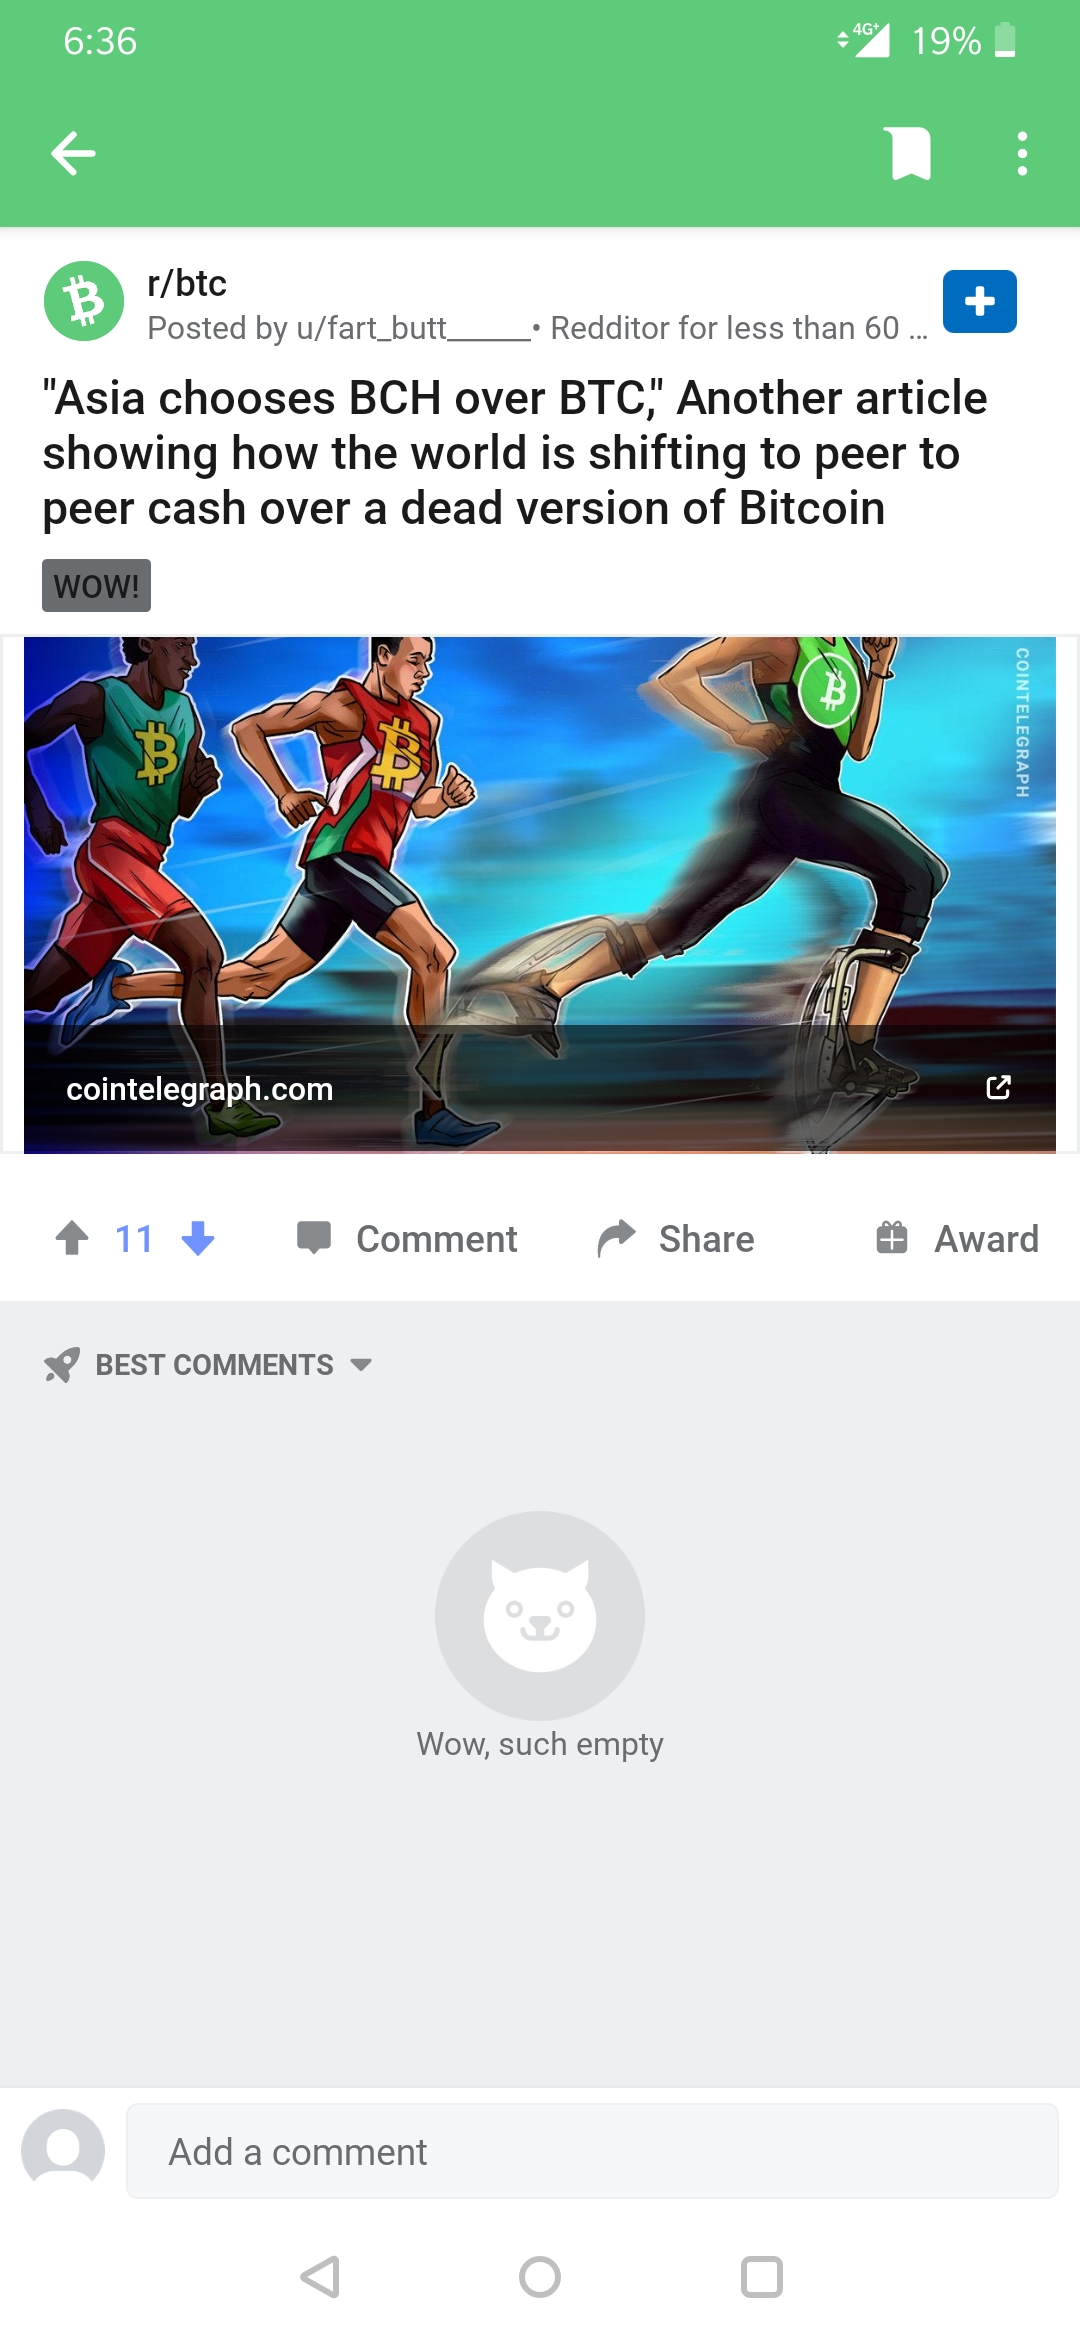 6:36
4G+ 19%
r/btc
Posted by u/fart_butt______• Redditor for less than 60 ...
"Asia chooses BCH over BTC," Another article
showing how the world is shifting to peer to
peer cash over a dead version of Bitcoin
WOW!
COINTELEGRAPH
cointelegraph.com
11 Comment Share Award
BEST COMMENTS
Wow, such empty
Add a comment